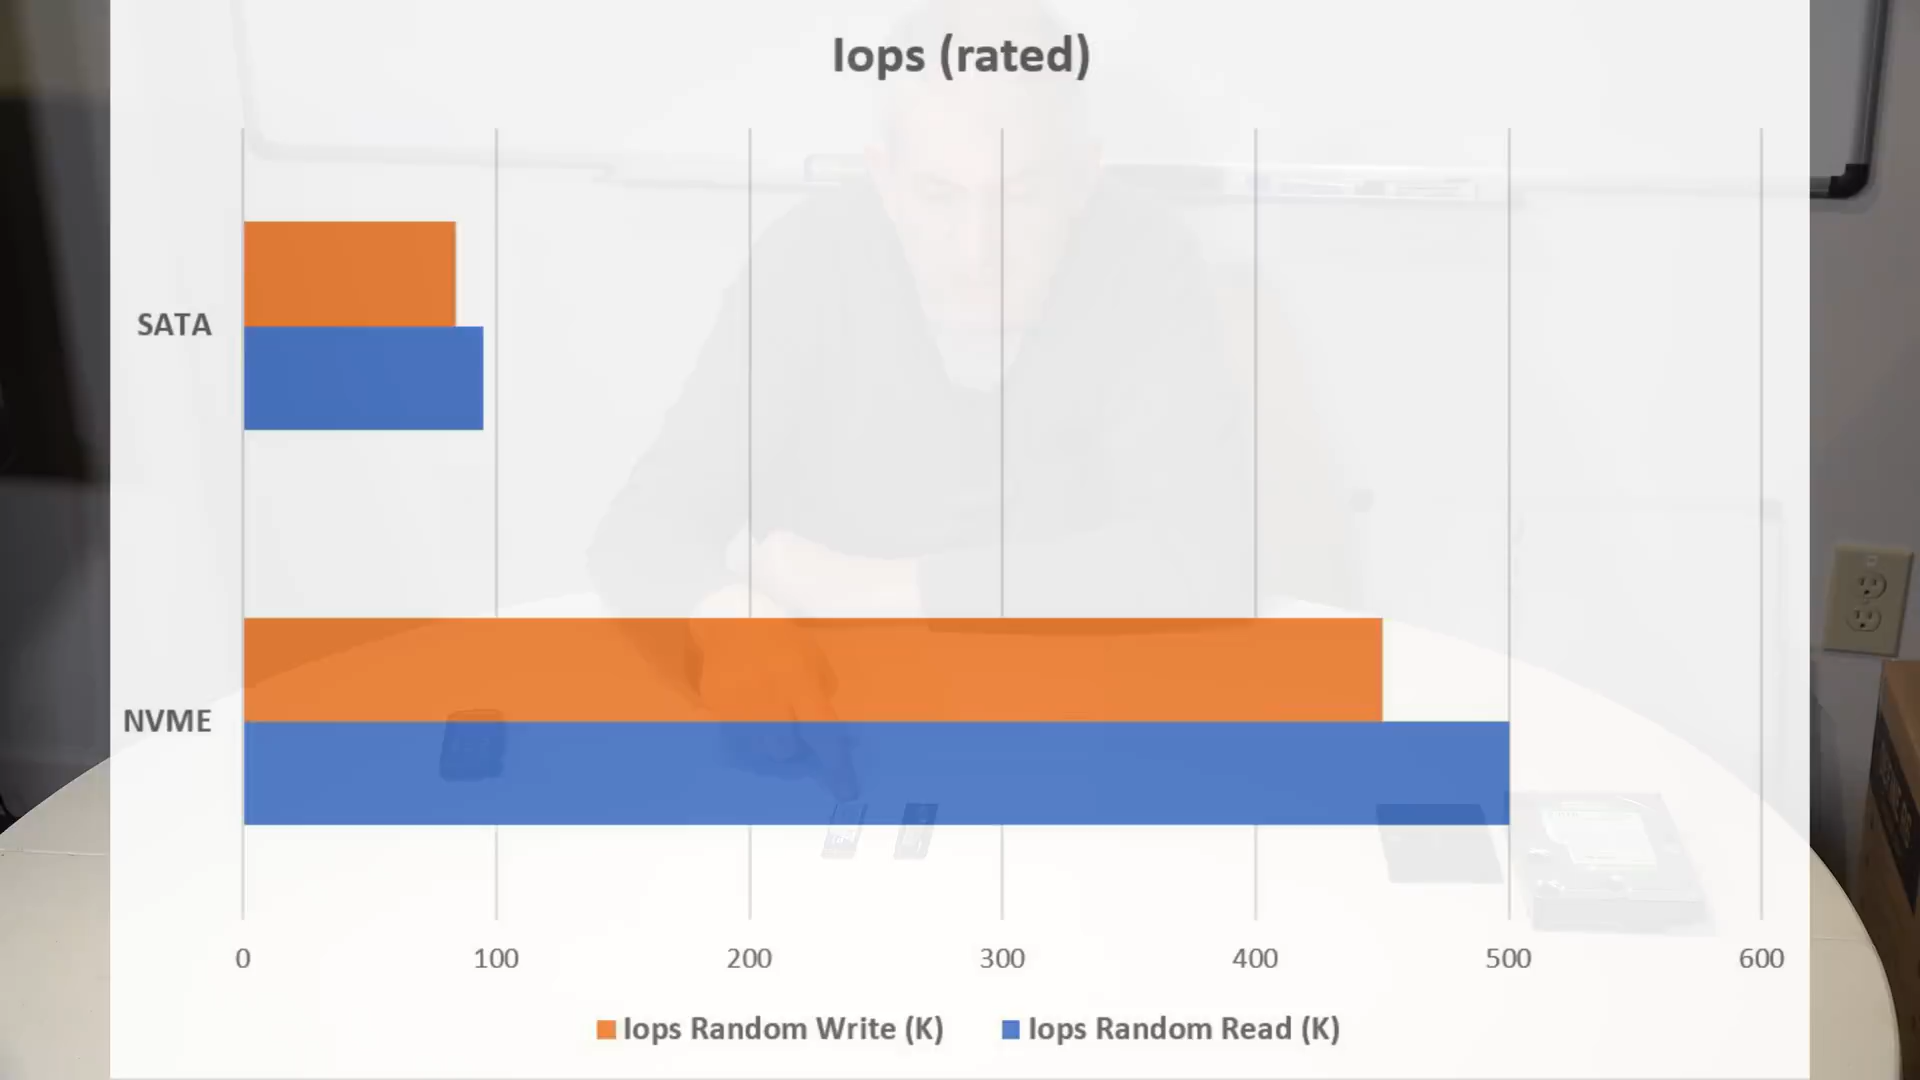 Iops (rated)
SATA
NVME
0 100 200 300 400 500 600
Iops Random Write (K) Iops Random Read (K)